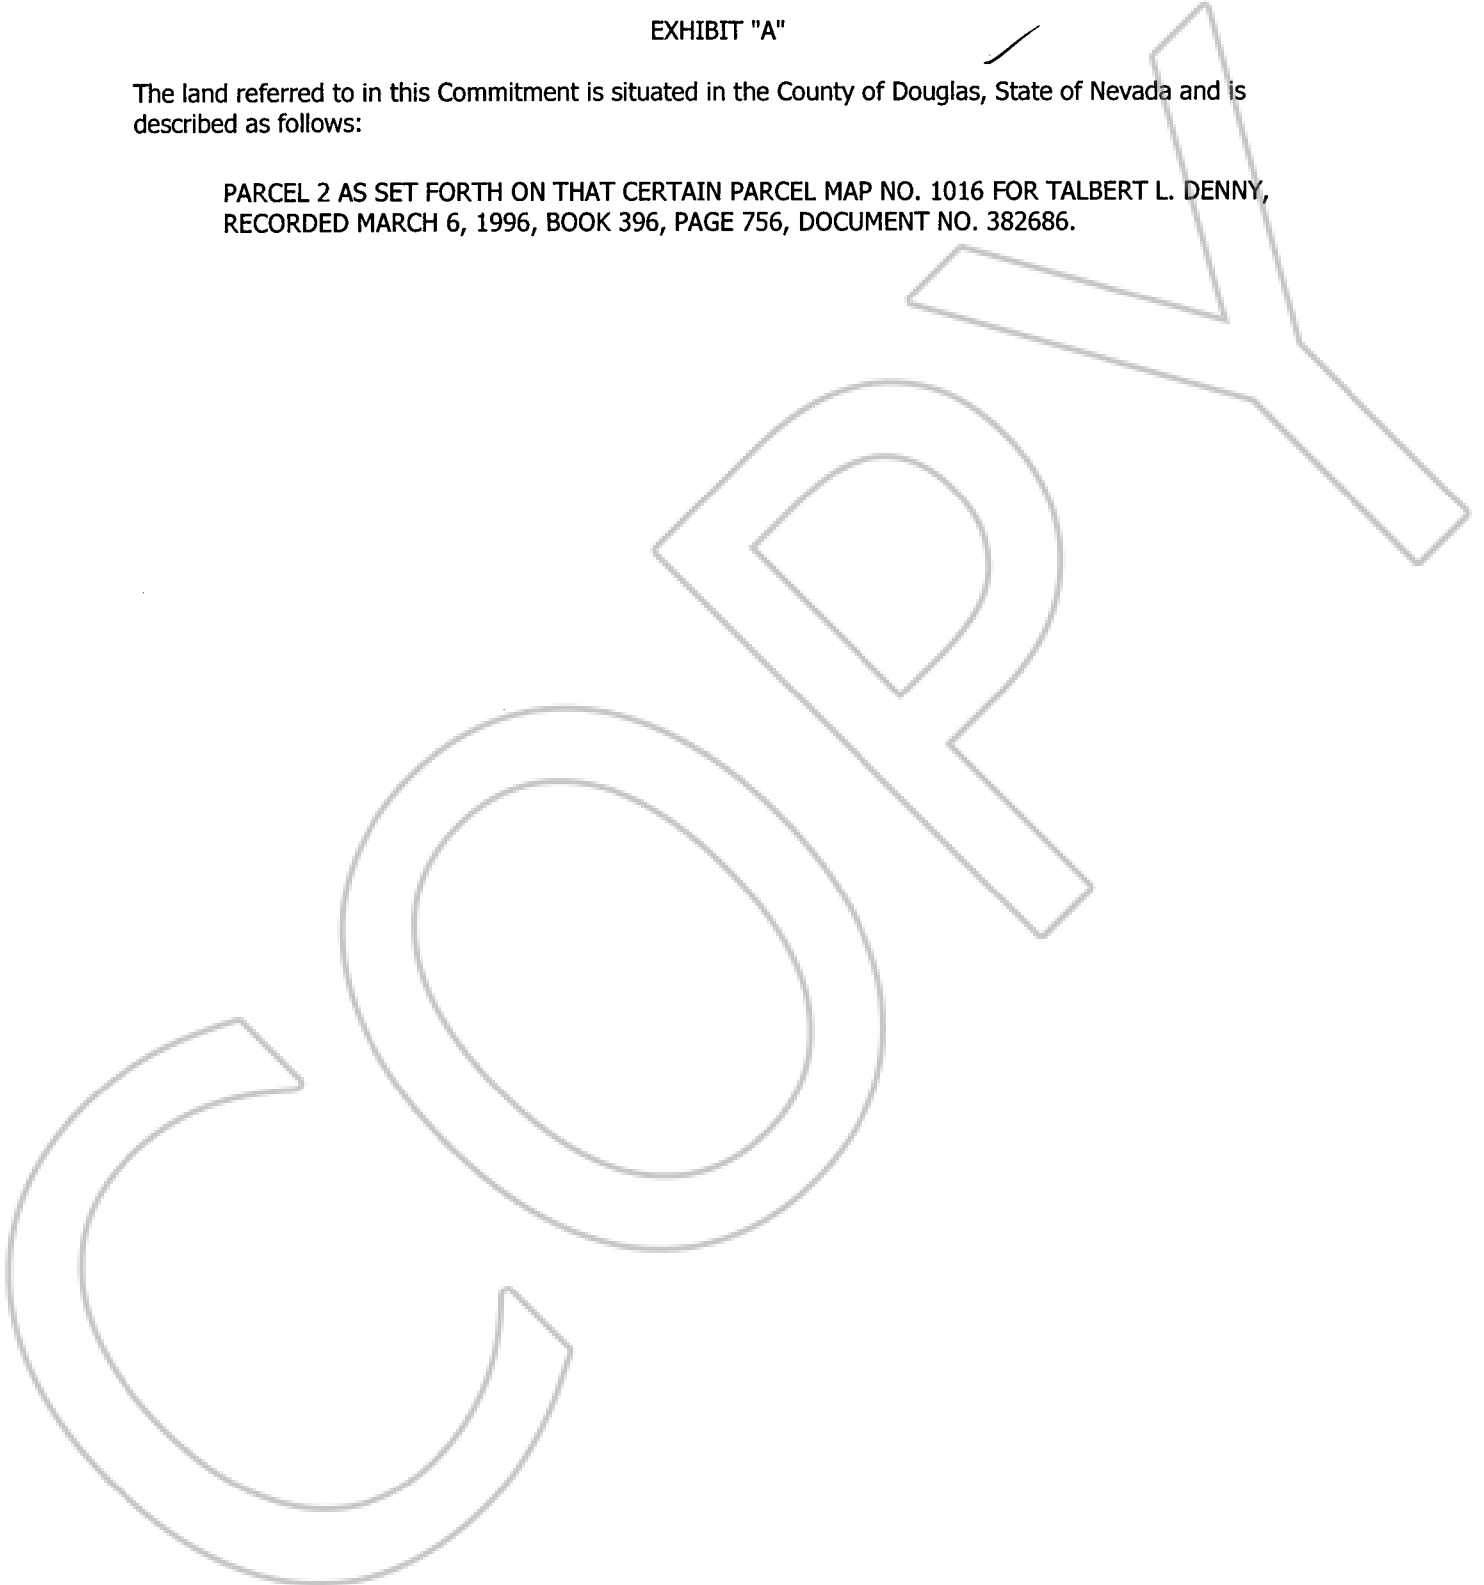 EXHIBIT "A"
The land referred to in this Commitment is situated in the County of Douglas, State of Nevada and is
described as follows:
PARCEL 2 AS SET FORTH ON THAT CERTAIN PARCEL MAP NO. 1016 FOR TALBERT L. DENNY,
RECORDED MARCH 6, 1996, BOOK 396, PAGE 756, DOCUMENT NO. 382686.
COPY